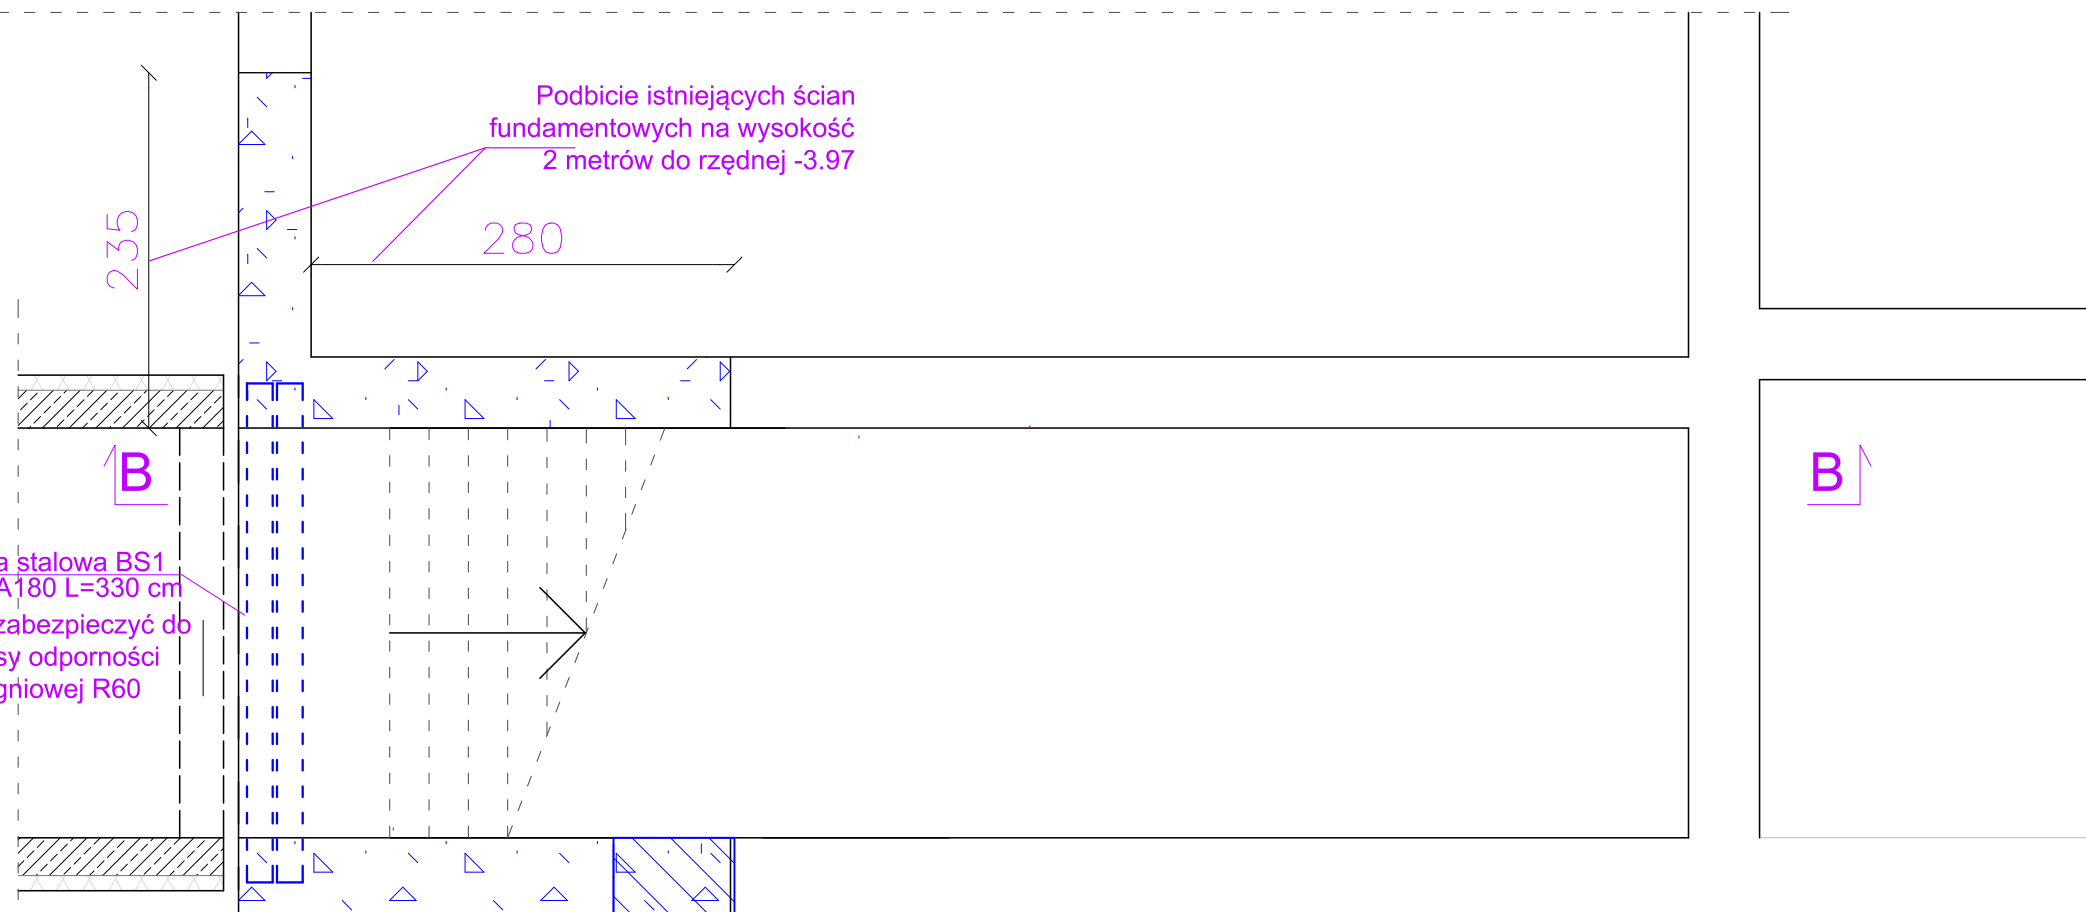 Podbicie istniejących ścian
fundamentowych na wysokość
2 metrów do rzędnej -3.97
235
280
B
B
a stalowa BS1
A180 L=330 cm
zabezpieczyć do
sy odporności
gniowej R60